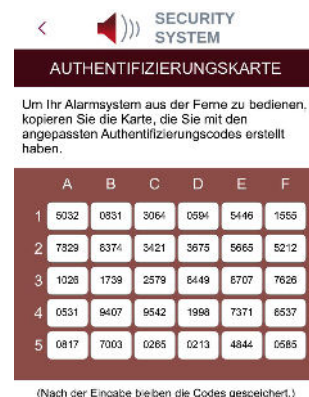 SECURITY
SYSTEM
AUTHENTIFIZIERUNGSKARTE
Um Ihr Alarmsystem aus der Ferne zu bedienen,
kopieren Sie die Karte, die Sie mit den
angepassten Authentifizierungscodes erstellt
haben.
A B C D E F
1 5032 0831 3064 0594 5446 1555
2 7829 8374 3421 3675 5665 5212
3 1026 1739 2579 8449 8707 7626
4 0531 9407 9542 1998 7371 8537
5 0817 7003 0265 0213 4844 0585
(Nach der Eingabe bleiben die Codes gespeichert.)